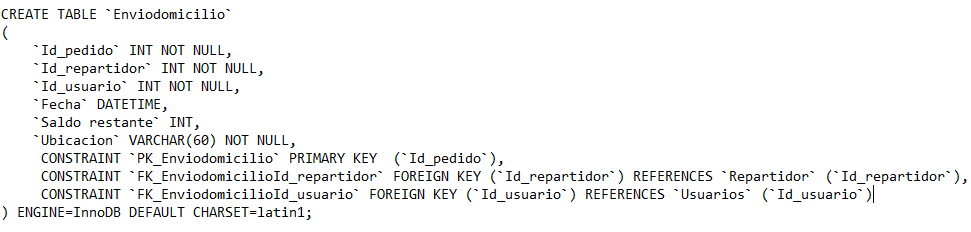 CREATE TABLE `Enviodomicilio`
(
    `Id_pedido` INT NOT NULL,
    `Id_repartidor` INT NOT NULL,
    `Id_usuario` INT NOT NULL,
    `Fecha` DATETIME,
    `Saldo restante` INT,
    `Ubicacion` VARCHAR(60) NOT NULL,
     CONSTRAINT `PK_Enviodomicilio` PRIMARY KEY  (`Id_pedido`),
     CONSTRAINT `FK_EnviodomicilioId_repartidor` FOREIGN KEY (`Id_repartidor`) REFERENCES `Repartidor` (`Id_repartidor`),
     CONSTRAINT `FK_EnviodomicilioId_usuario` FOREIGN KEY (`Id_usuario`) REFERENCES `Usuarios` (`Id_usuario`)
) ENGINE=InnoDB DEFAULT CHARSET=latin1;